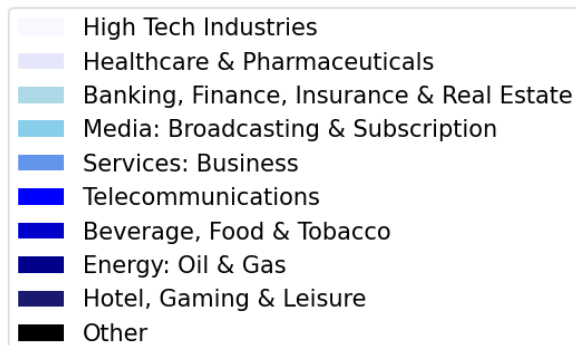 High Tech Industries
Healthcare & Pharmaceuticals
Banking, Finance, Insurance & Real Estate
Media: Broadcasting & Subscription
Services: Business
Telecommunications
Beverage, Food & Tobacco
Energy: Oil & Gas
Hotel, Gaming & Leisure
Other